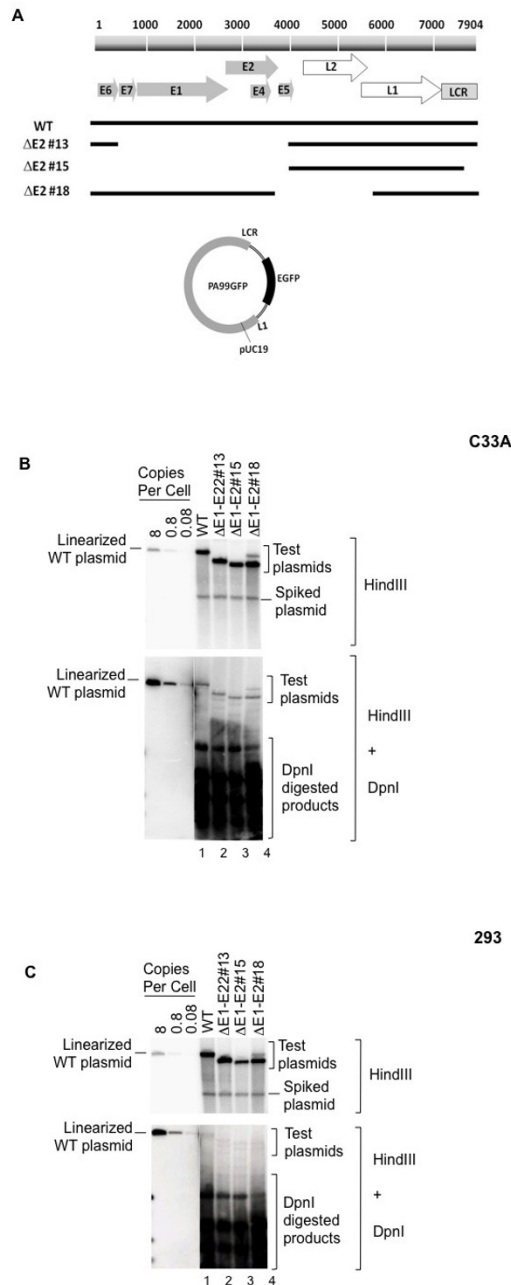 A
1 1000 2000 3000 4000 5000 6000 7000 7904
E2 L2
E6 E7 E1 E4 E5 L1 LCR
WT
ΔE2 #13
ΔE2 #15
ΔE2 #18
LCR
PA99GFP
EGFP
L1
pUC19
C33A
B
Copies
Per Cell
8 0.8 0.08 WT ΔE1-E22#13 ΔE1-E2#15 ΔE1-E2#18
Linearized
WT plasmid
Test
plasmids
Spiked
plasmid
HindIII
Linearized
WT plasmid
Test
plasmids
DpnI
digested
products
HindIII
+
DpnI
1 2 3 4
293
C
Copies
Per Cell
8 0.8 0.08 WT ΔE1-E22#13 ΔE1-E2#15 ΔE1-E2#18
Linearized
WT plasmid
Test
plasmids
Spiked
plasmid
HindIII
Linearized
WT plasmid
Test
plasmids
DpnI
digested
products
HindIII
+
DpnI
1 2 3 4